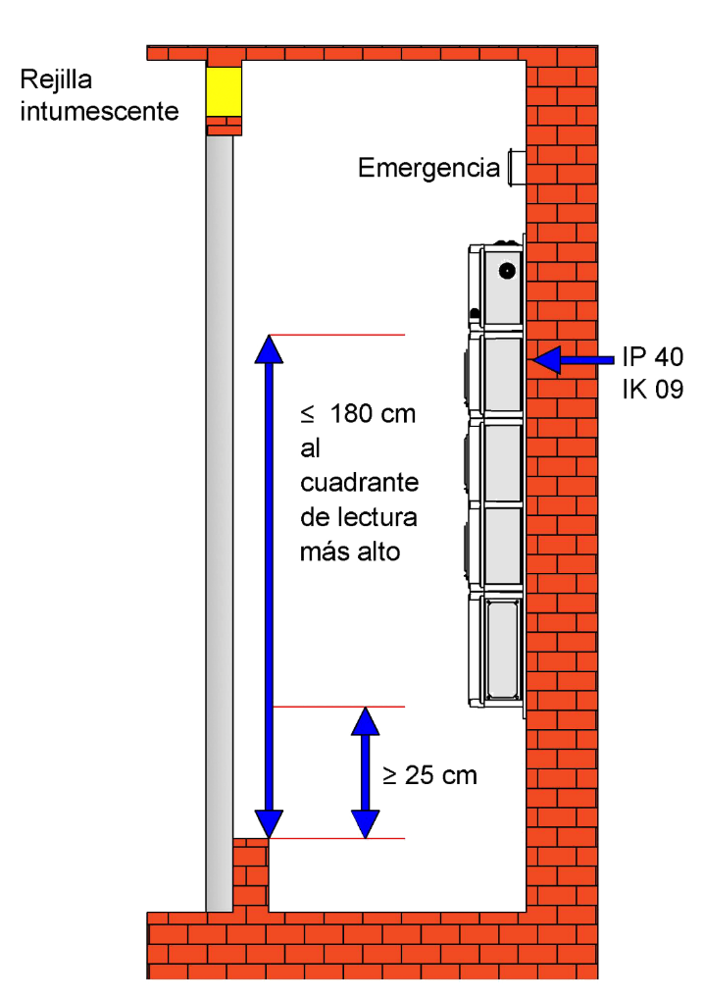 Rejilla
intumescente
Emergencia
IP 40
IK 09
≤ 180 cm
al
cuadrante
de lectura
más alto
≥ 25 cm